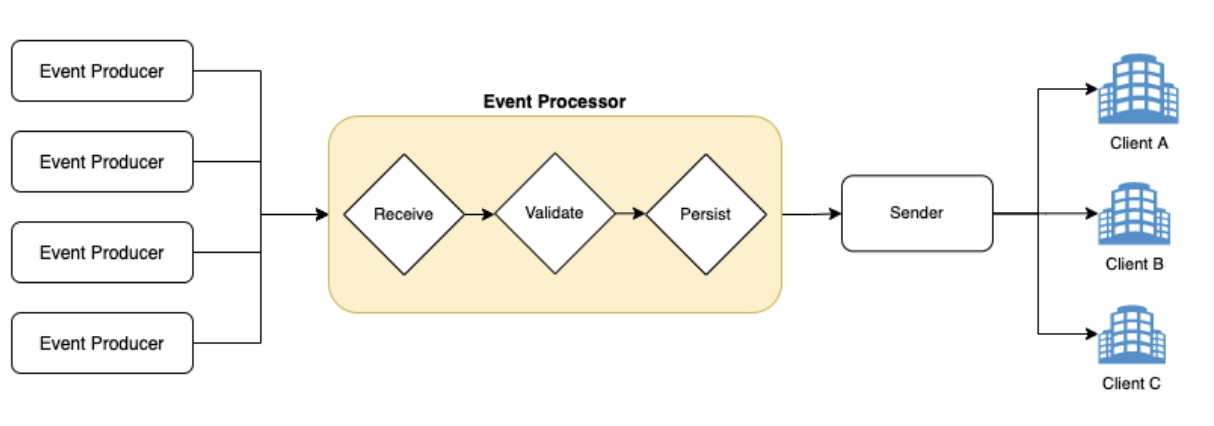 Event Producer
Event Producer
Event Producer
Event Producer
Event Processor
Receive
Validate
Persist
Sender
Client A
Client B
Client C